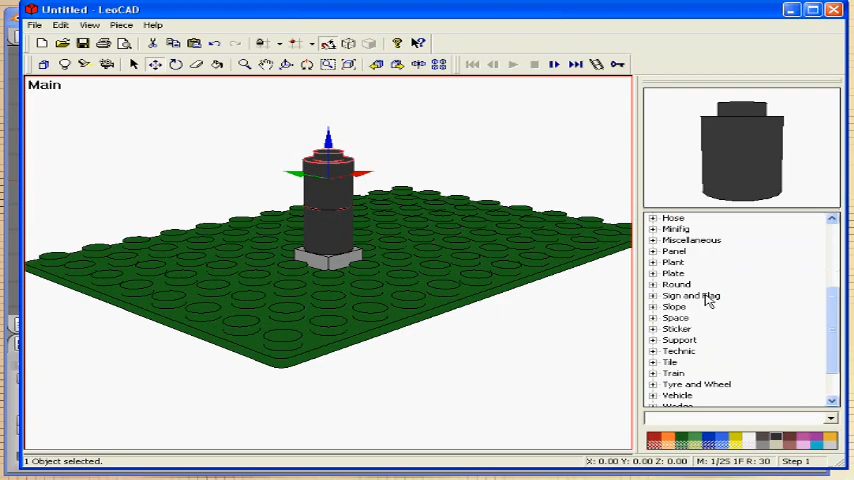 Untitled - LeoCAD
File Edit View Piece Help
Main
Hose
Minifig
Miscellaneous
Panel
Plant
Plate
Round
Sign and Flag
Slope
Space
Sticker
Support
Technic
Tile
Train
Tyre and Wheel
Vehicle
Wedge
1 Object selected.
X: 0.00 Y: 0.00 Z: 0.00 M: 1/25 1F R: 30 Step 1